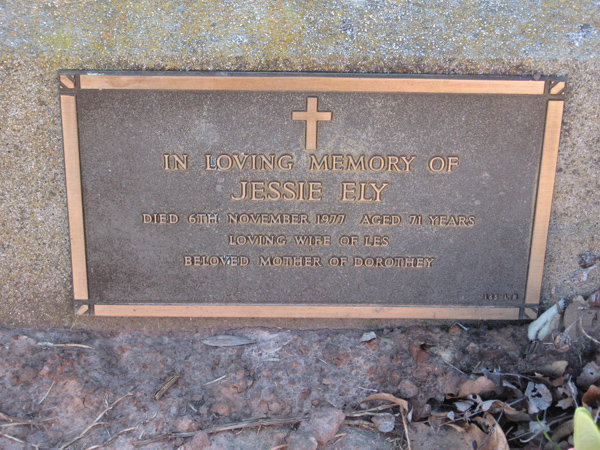 IN LOVING MEMORY OF
JESSIE ELY
DIED 6TH NOVEMBER 1977 AGED 71 YEARS
LOVING WIFE OF LES
BELOVED MOTHER OF DOROTHEY